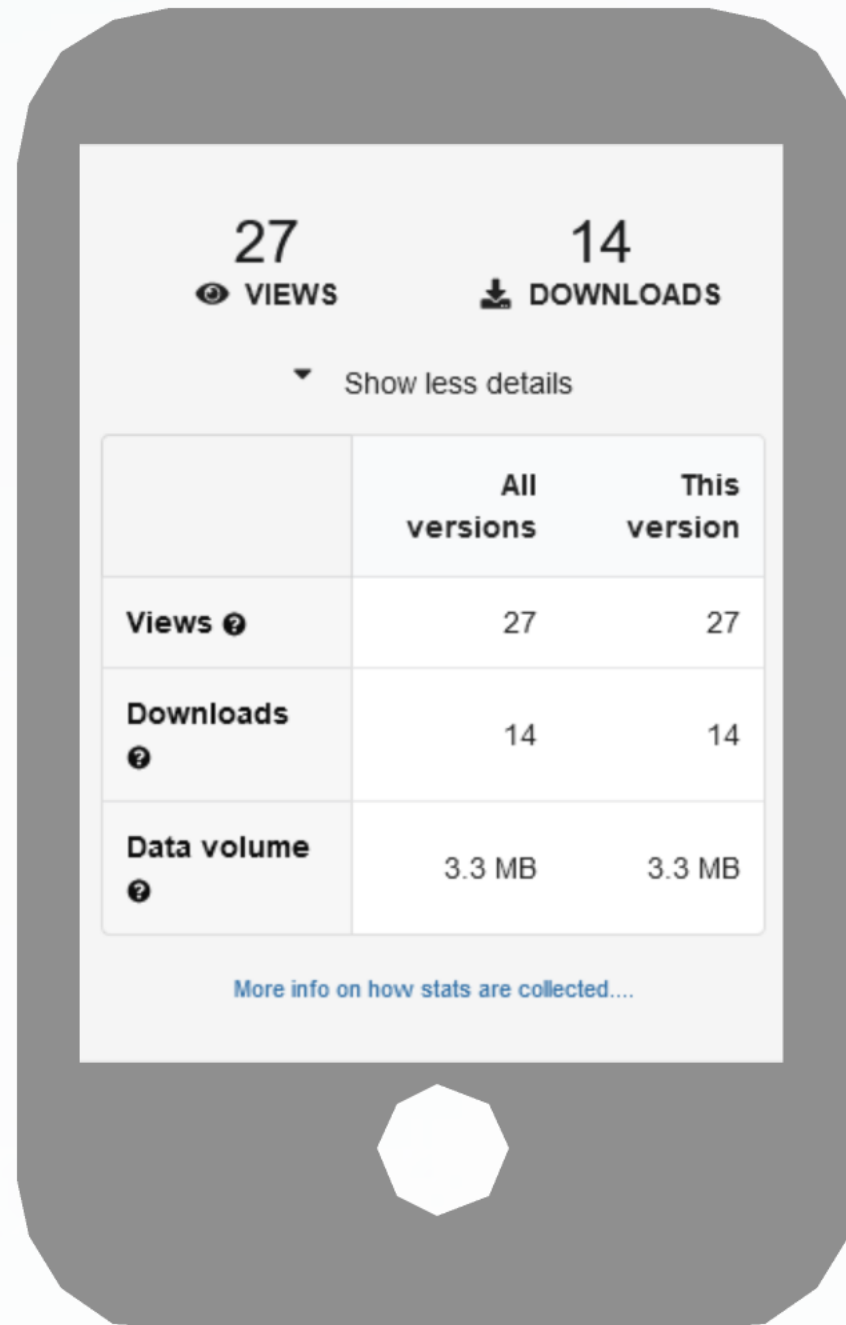 27 14
VIEWS DOWNLOADS
Show less details
All This
versions version
Views ? 27 27
Downloads
? 14 14
Data volume
? 3.3 MB 3.3 MB
More info on how stats are collected....